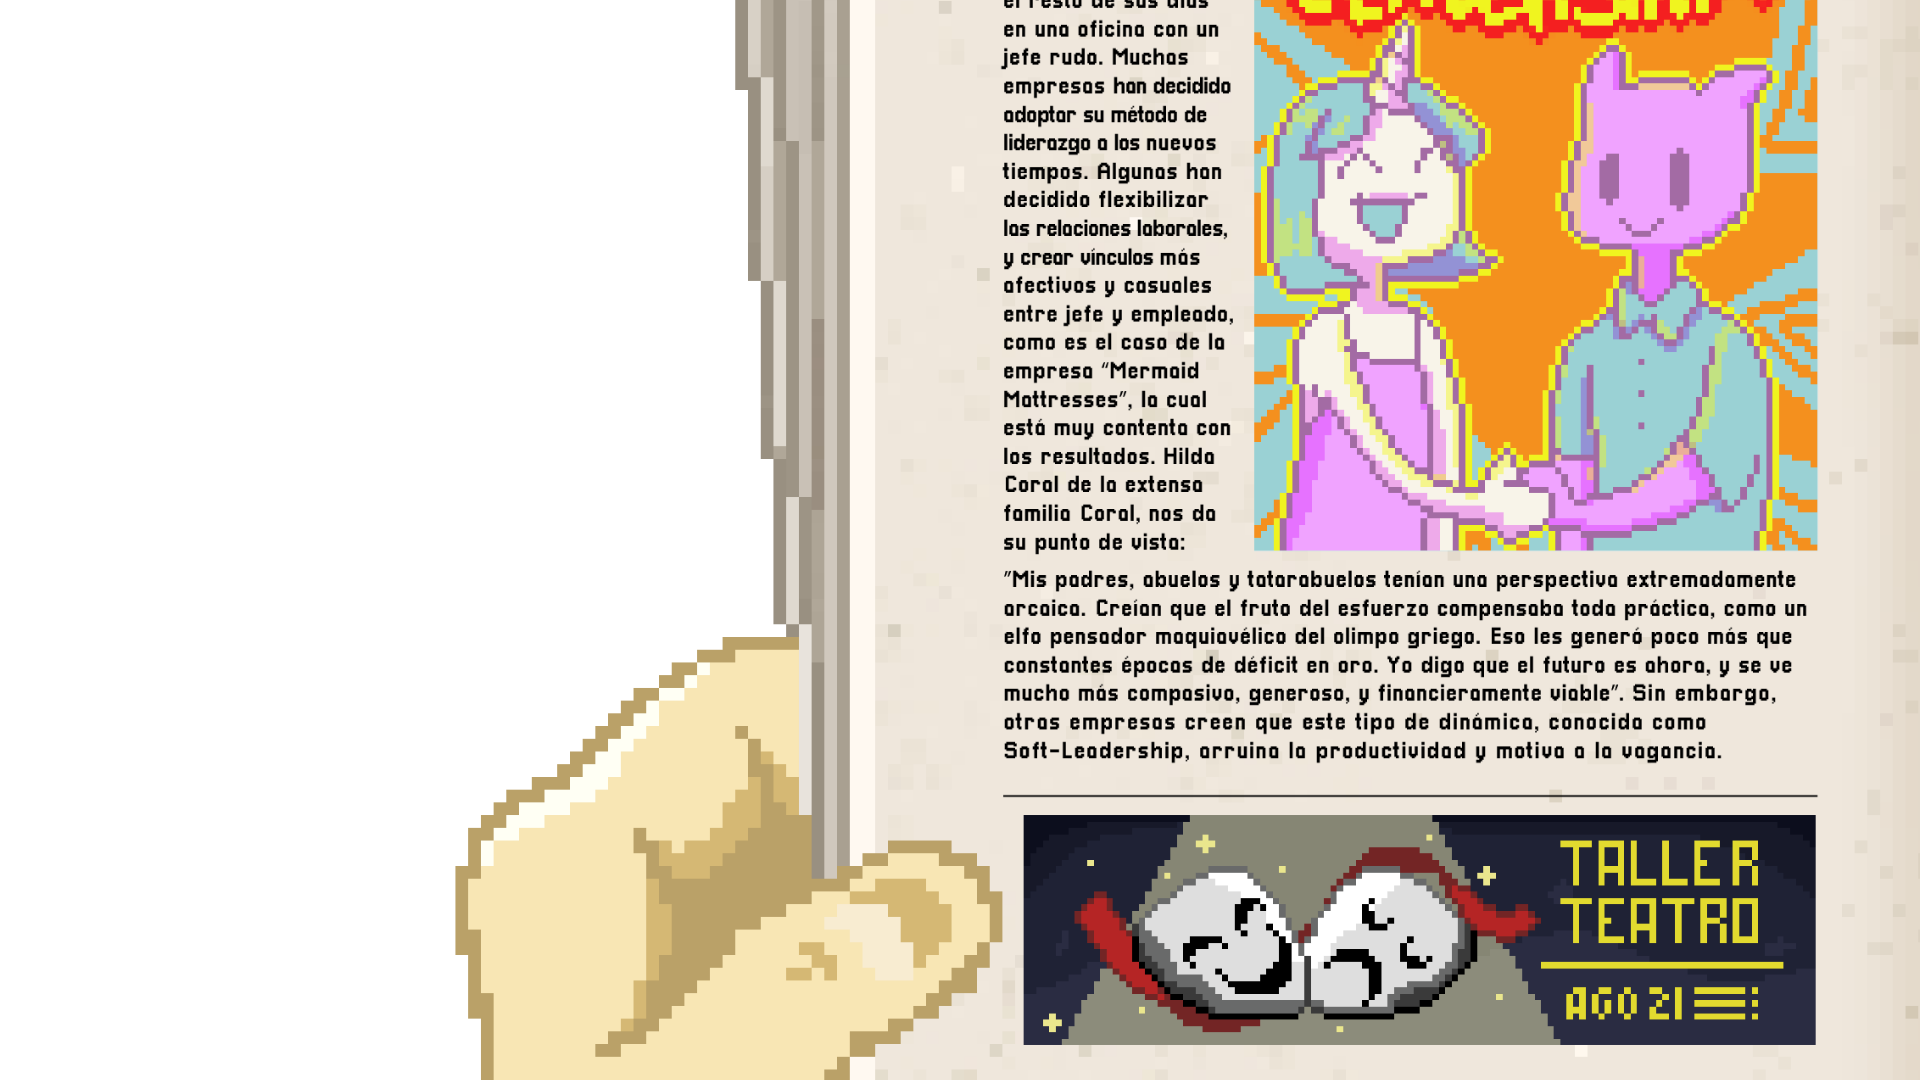 el resto de sus días
en una oficina con un
jefe rudo. Muchas
empresas han decidido
adoptar su método de
liderazgo a los nuevos
tiempos. Algunas han
decidido flexibilizar
las relaciones laborales,
y crear vínculos más
afectivos y casuales
entre jefe y empleado,
como es el caso de la
empresa "Mermaid
Mattresses", la cual
está muy contenta con
los resultados. Hilda
Coral de la extensa
familia Coral, nos da
su punto de vista:
"Mis padres, abuelos y tatarabuelos tenían una perspectiva extremadamente
arcaica. Creían que el fruto del esfuerzo compensaba toda práctica, como un
elfo pensador maquiavélico del olimpo griego. Eso les generó poco más que
constantes épocas de déficit en oro. Yo digo que el futuro es ahora, y se ve
mucho más compasivo, generoso, y financieramente viable". Sin embargo,
otras empresas creen que este tipo de dinámica, conocida como
Soft-Leadership, arruina la productividad y motiva a la vagancia.
TALLER
TEATRO
AGO 21